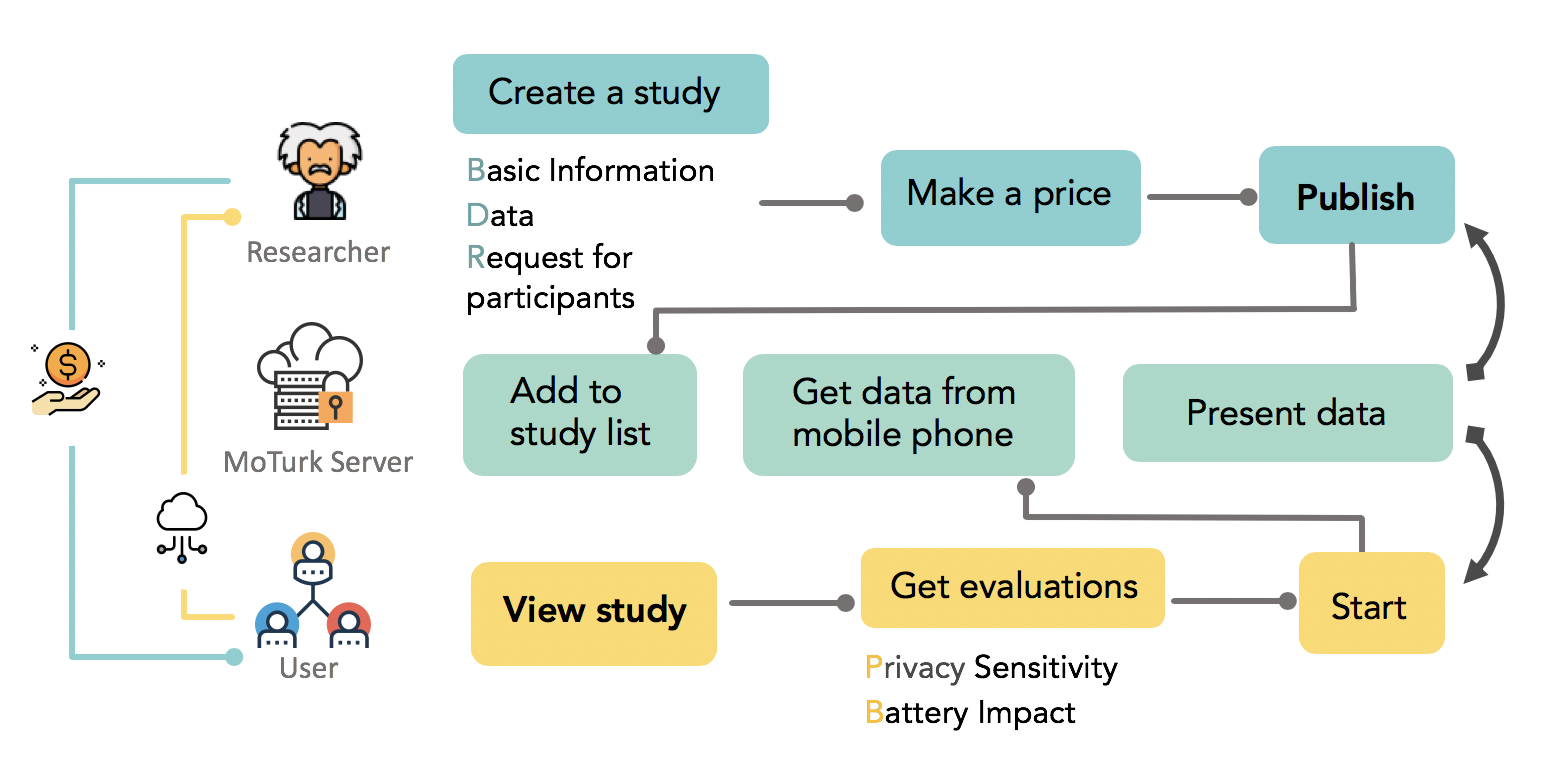 Create a study
Basic Information
Data
Request for
participants
Make a price
Publish
Researcher
Add to
study list
Get data from
mobile phone
Present data
$
MoTurk Server
View study
Get evaluations
Start
Privacy Sensitivity
Battery Impact
User